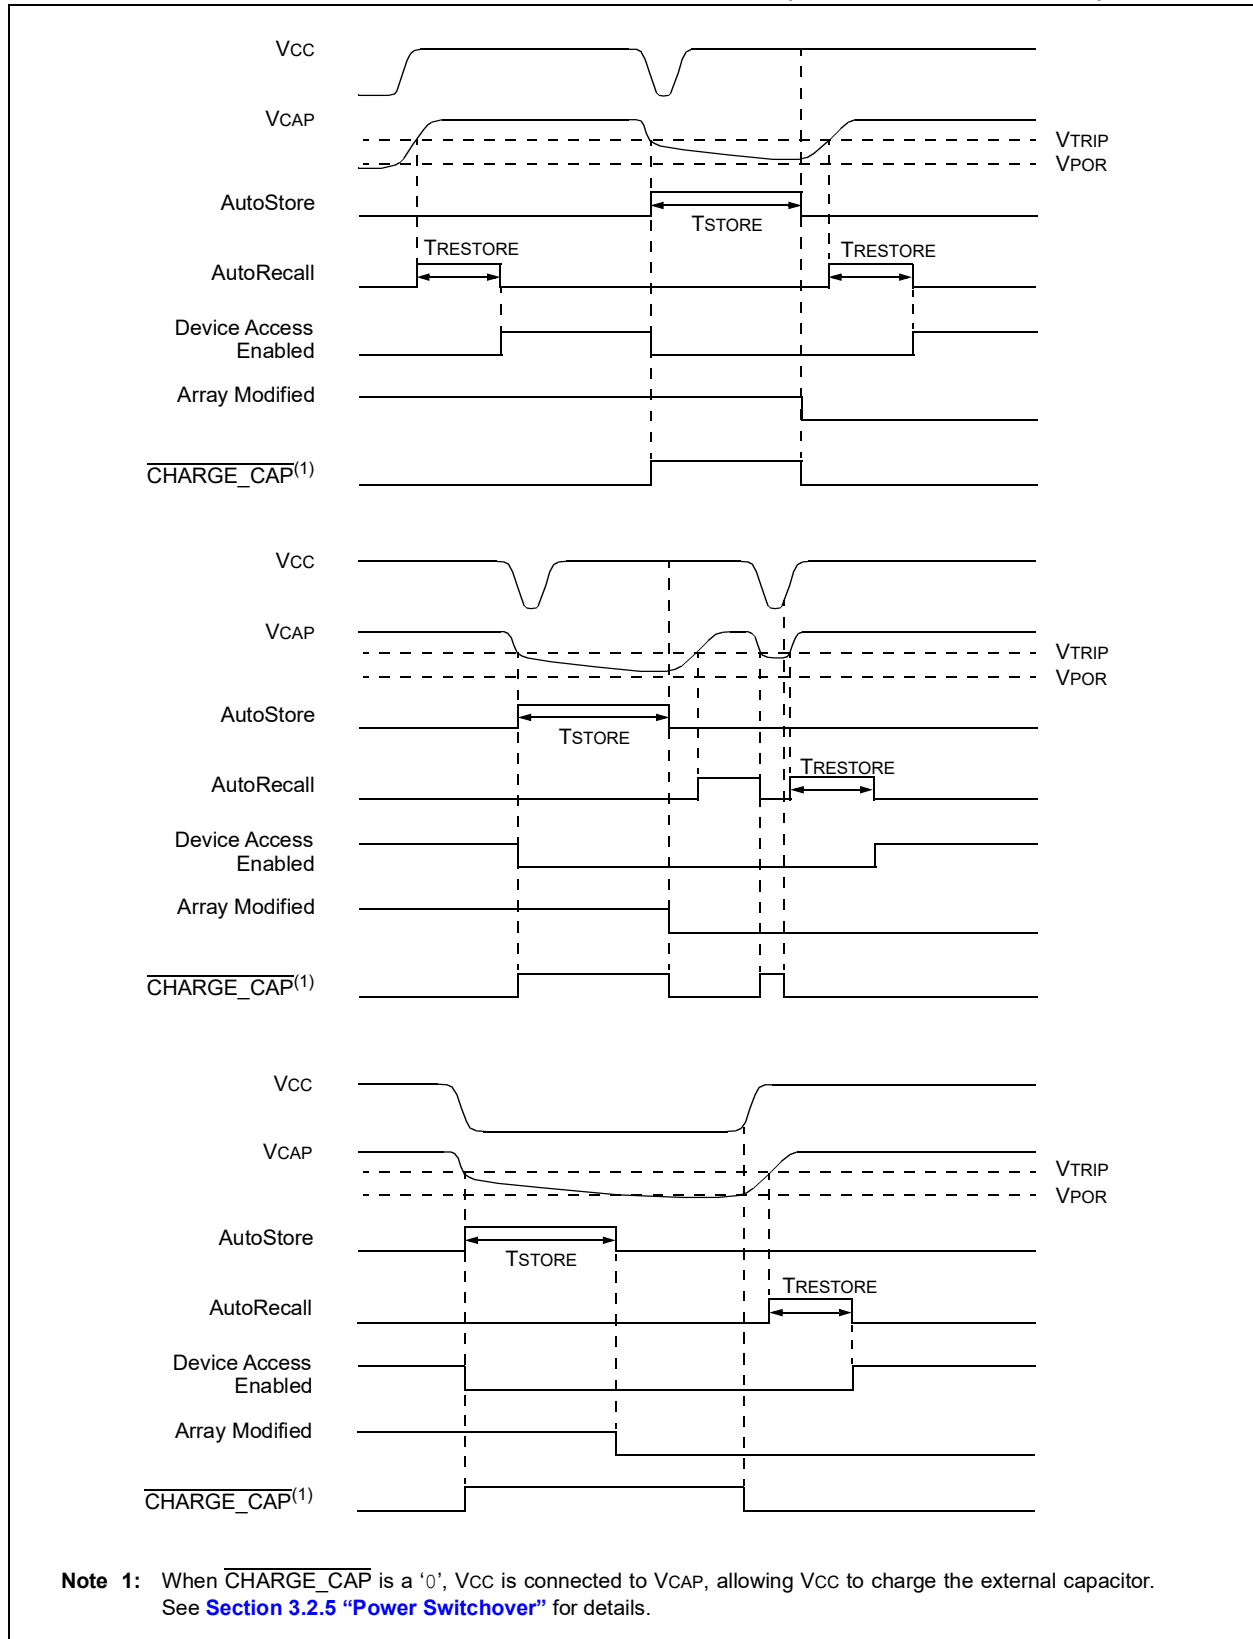 VCC
VCAP
VTRIP
VPOR
AutoStore
TSTORE
TRESTORE
TRESTORE
AutoRecall
Device Access
Enabled
Array Modified
CHARGE_CAP(1)
VCC
VCAP
VTRIP
VPOR
AutoStore
TSTORE
TRESTORE
AutoRecall
Device Access
Enabled
Array Modified
CHARGE_CAP(1)
VCC
VCAP
VTRIP
VPOR
AutoStore
TSTORE
TRESTORE
AutoRecall
Device Access
Enabled
Array Modified
CHARGE_CAP(1)
Note 1: When CHARGE_CAP is a ‘0’, VCC is connected to VCAP, allowing VCC to charge the external capacitor.
See Section 3.2.5 “Power Switchover” for details.